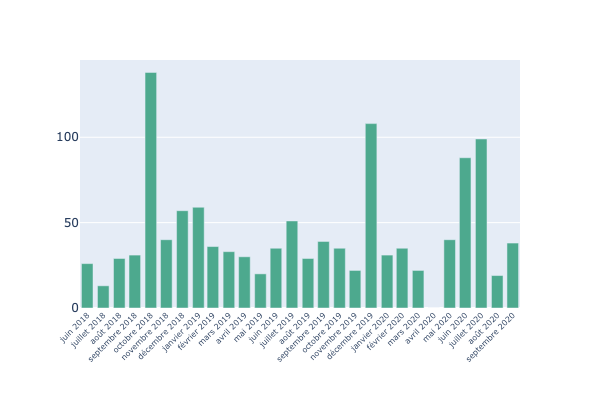 100
50
0
juin 2018
juillet 2018
août 2018
septembre 2018
octobre 2018
novembre 2018
décembre 2018
janvier 2019
février 2019
mars 2019
avril 2019
mai 2019
juin 2019
juillet 2019
août 2019
septembre 2019
octobre 2019
novembre 2019
décembre 2019
janvier 2020
février 2020
mars 2020
avril 2020
mai 2020
juin 2020
juillet 2020
août 2020
septembre 2020